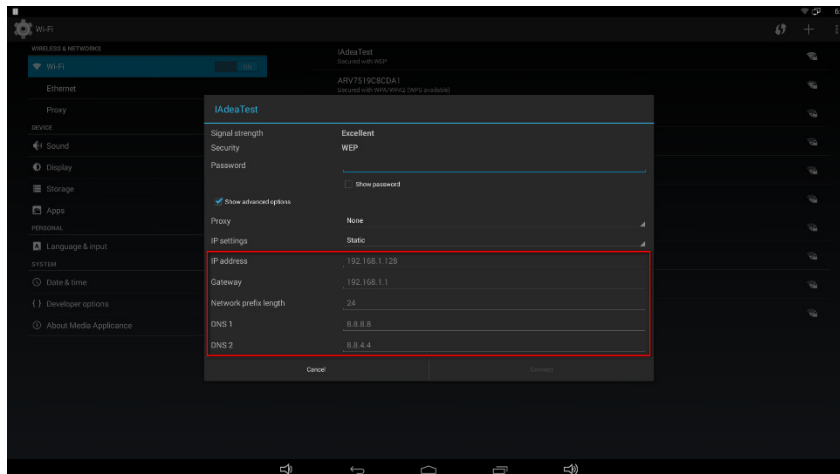 Wi-Fi
WIRELESS & NETWORKS
Wi-Fi
ON
Ethernet
Proxy
DEVICE
Sound
Display
Storage
Apps
PERSONAL
Language & input
SYSTEM
Date & time
{ } Developer options
About Media Applicance
IAdeaTest
Secured with WEP
ARV7519C8CDA1
Secured with WPA/WPA2 (WPS available)
IAdeaTest
Signal strength Excellent
Security WEP
Password
Show password
Show advanced options
Proxy None
IP settings Static
IP address 192.168.1.128
Gateway 192.168.1.1
Network prefix length 24
DNS 1 8.8.8.8
DNS 2 8.8.4.4
Cancel Connect